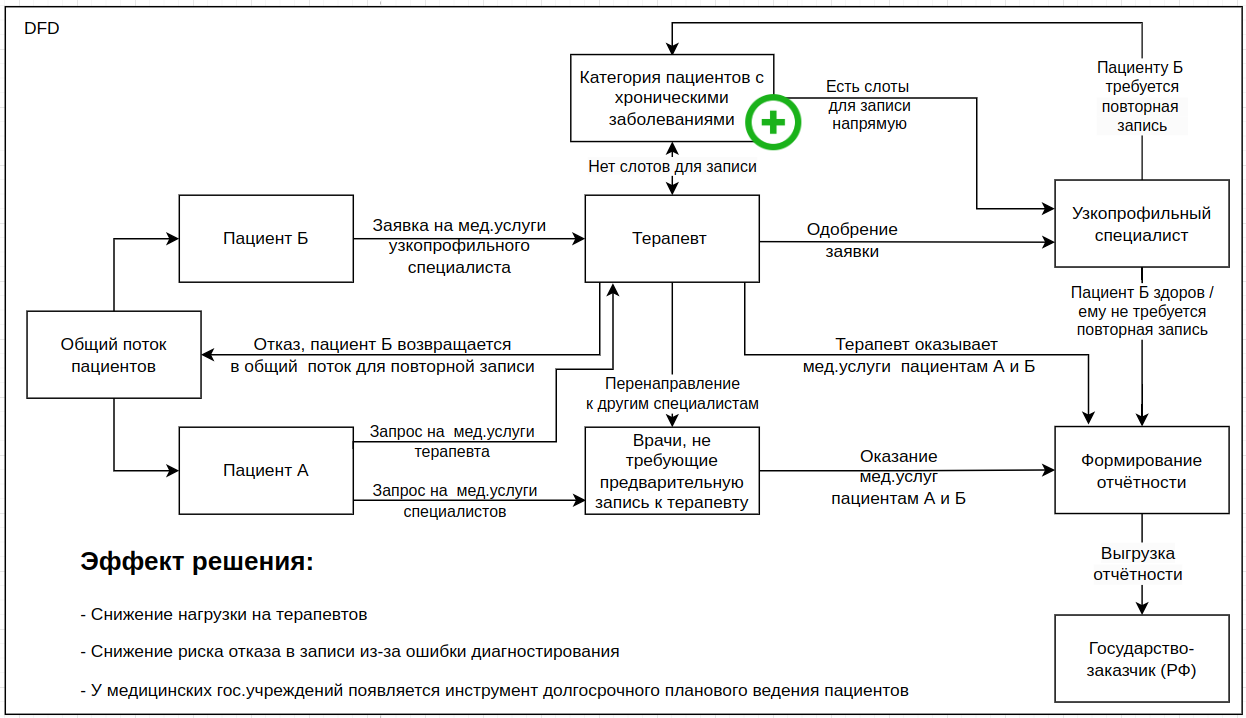 DFD
Категория пациентов с
хроническими
заболеваниями
Есть слоты
для записи
напрямую
Пациенту Б
требуется
повторная
запись
Нет слотов для записи
Пациент Б
Заявка на мед.услуги
узкопрофильного
специалиста
Терапевт
Одобрение
заявки
Узкопрофильный
специалист
Общий поток
пациентов
Отказ, пациент Б возвращается
в общий поток для повторной записи
Терапевт оказывает
мед.услуги пациентам А и Б
Пациент Б здоров /
ему не требуется
повторная запись
Перенаправление
к другим специалистам
Пациент А
Запрос на мед.услуги
терапевта
Запрос на мед.услуги
специалистов
Врачи, не
требующие
предварительную
запись к терапевту
Оказание
мед.услуг
пациентам А и Б
Формирование
отчётности
Выгрузка
отчётности
Государство-
заказчик (РФ)
Эффект решения:
- Снижение нагрузки на терапевтов
- Снижение риска отказа в записи из-за ошибки диагностирования
- У медицинских гос.учреждений появляется инструмент долгосрочного планового ведения пациентов